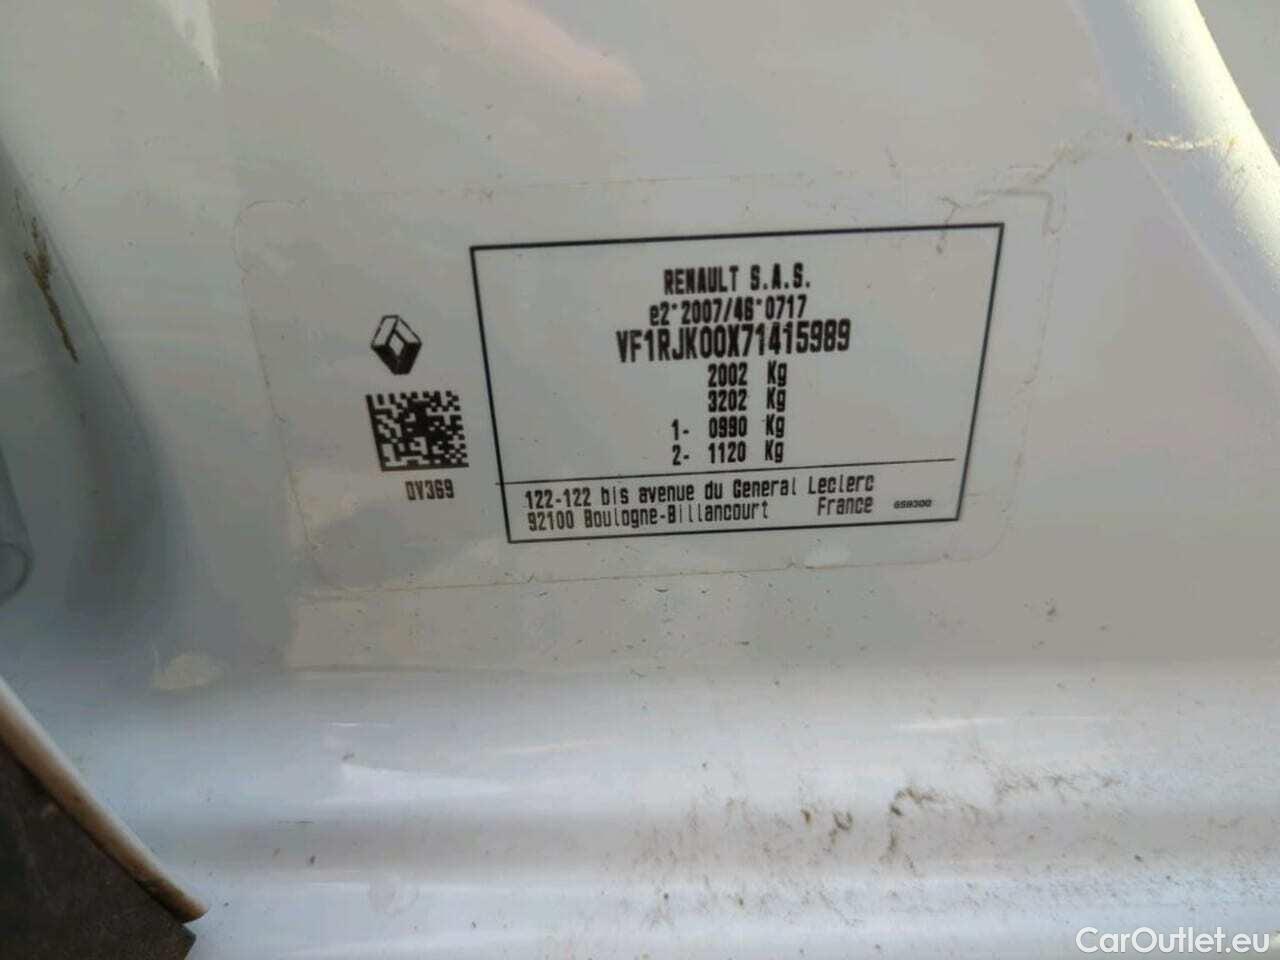 RENAULT S.A.S.
e2*2007/46*0717
VF1RJK00X71415989
2002 Kg
3202 Kg
1- 0990 Kg
2- 1120 Kg
0V369
122-122 bis avenue du General Leclerc
92100 Boulogne-Billancourt France
CarOutlet.eu